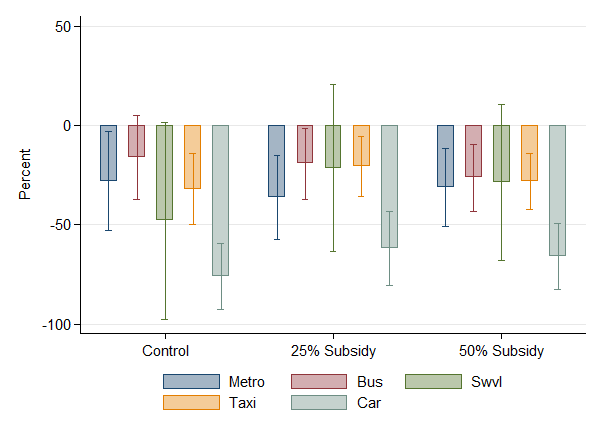 50
0
-50
-100
Percent
Control 25% Subsidy 50% Subsidy
Metro Bus Swvl
Taxi Car